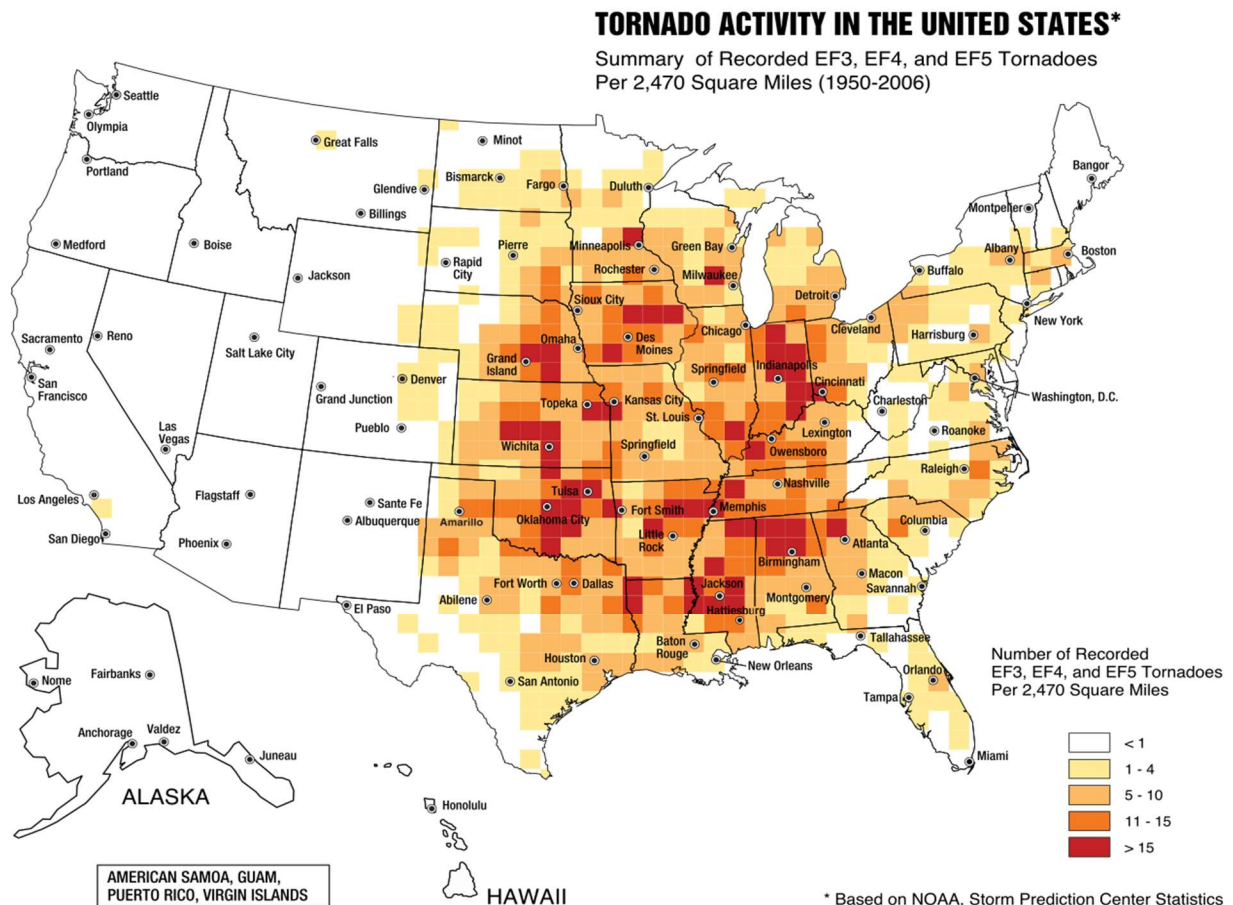 TORNADO ACTIVITY IN THE UNITED STATES*
Summary of Recorded EF3, EF4, and EF5 Tornadoes
Per 2,470 Square Miles (1950-2006)
Seattle
Olympia
Portland
Great Falls
Minot
Bismarck
Fargo
Duluth
Glendive
Billings
Bangor
Montpelier
Medford
Boise
Jackson
Rapid
City
Pierre
Minneapolis
Rochester
Green Bay
Milwaukee
Detroit
Buffalo
Albany
Boston
New York
Sioux City
Sacramento
San
Francisco
Reno
Salt Lake City
Grand Junction
Denver
Pueblo
Grand
Island
Omaha
Des
Moines
Chicago
Cleveland
Harrisburg
Springfield
Indianapolis
Cincinnati
Charleston
Washington, D.C.
Topeka
Kansas City
St. Louis
Lexington
Roanoke
Las
Vegas
Wichita
Springfield
Owensboro
Raleigh
Los Angeles
San Diego
Flagstaff
Phoenix
Sante Fe
Albuquerque
Amarillo
Tulsa
Oklahoma City
Fort Smith
Little
Rock
Memphis
Nashville
Columbia
Atlanta
Birmingham
Macon
Savannah
Montgomery
El Paso
Abilene
Fort Worth
Dallas
Jackson
Hattiesburg
Baton
Rouge
New Orleans
Tallahassee
Houston
San Antonio
Orlando
Tampa
Miami
Fairbanks
Nome
Anchorage
Valdez
Juneau
ALASKA
Honolulu
HAWAII
AMERICAN SAMOA, GUAM,
PUERTO RICO, VIRGIN ISLANDS
Number of Recorded
EF3, EF4, and EF5 Tornadoes
Per 2,470 Square Miles
< 1
1 - 4
5 - 10
11 - 15
> 15
* Based on NOAA, Storm Prediction Center Statistics